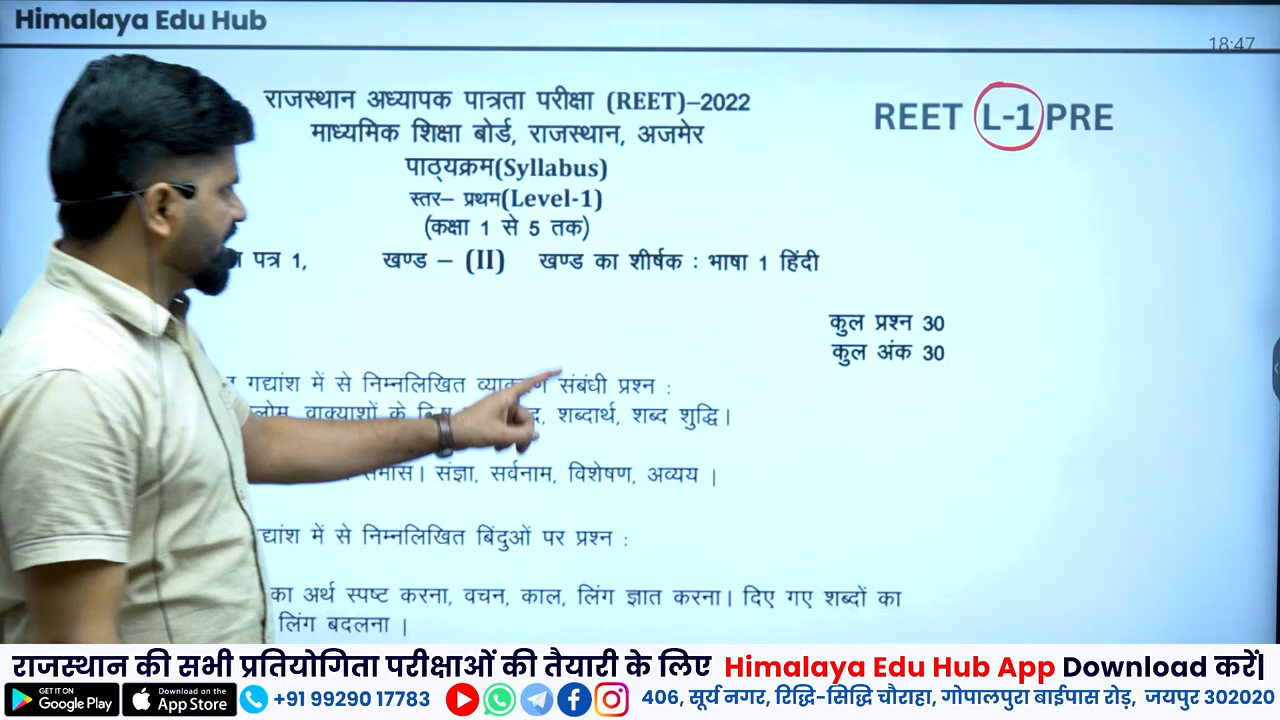 Himalaya Edu Hub
18:47
राजस्थान अध्यापक पात्रता परीक्षा (REET)–2022
REET L-1 PRE
माध्यमिक शिक्षा बोर्ड, राजस्थान, अजमेर
पाठ्यक्रम(Syllabus)
स्तर– प्रथम(Level-1)
(कक्षा 1 से 5 तक)
पत्र 1, खण्ड – (II) खण्ड का शीर्षक : भाषा 1 हिंदी
कुल प्रश्न 30
कुल अंक 30
गद्यांश में से निम्नलिखित व्याकरण संबंधी प्रश्न :
वाक्याशों के शब्दार्थ, शब्द शुद्धि।
समास। संज्ञा, सर्वनाम, विशेषण, अव्यय ।
में से निम्नलिखित बिंदुओं पर प्रश्न :
का अर्थ स्पष्ट करना, वचन, काल, लिंग ज्ञात करना। दिए गए शब्दों का
लिंग बदलना ।
राजस्थान की सभी प्रतियोगिता परीक्षाओं की तैयारी के लिए Himalaya Edu Hub App Download करें|
GET IT ON Google Play Download on the App Store +91 99290 17783 406, सूर्य नगर, रिद्धि-सिद्धि चौराहा, गोपालपुरा बाईपास रोड़, जयपुर 302020